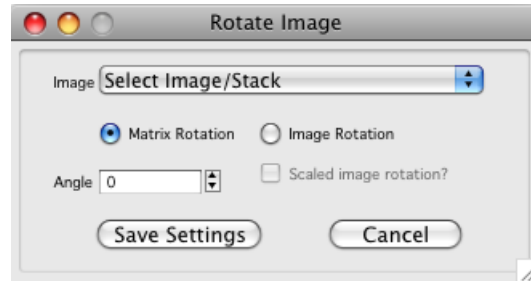 Rotate Image
Image Select Image/Stack
Matrix Rotation Image Rotation
Angle 0 Scaled image rotation?
Save Settings Cancel